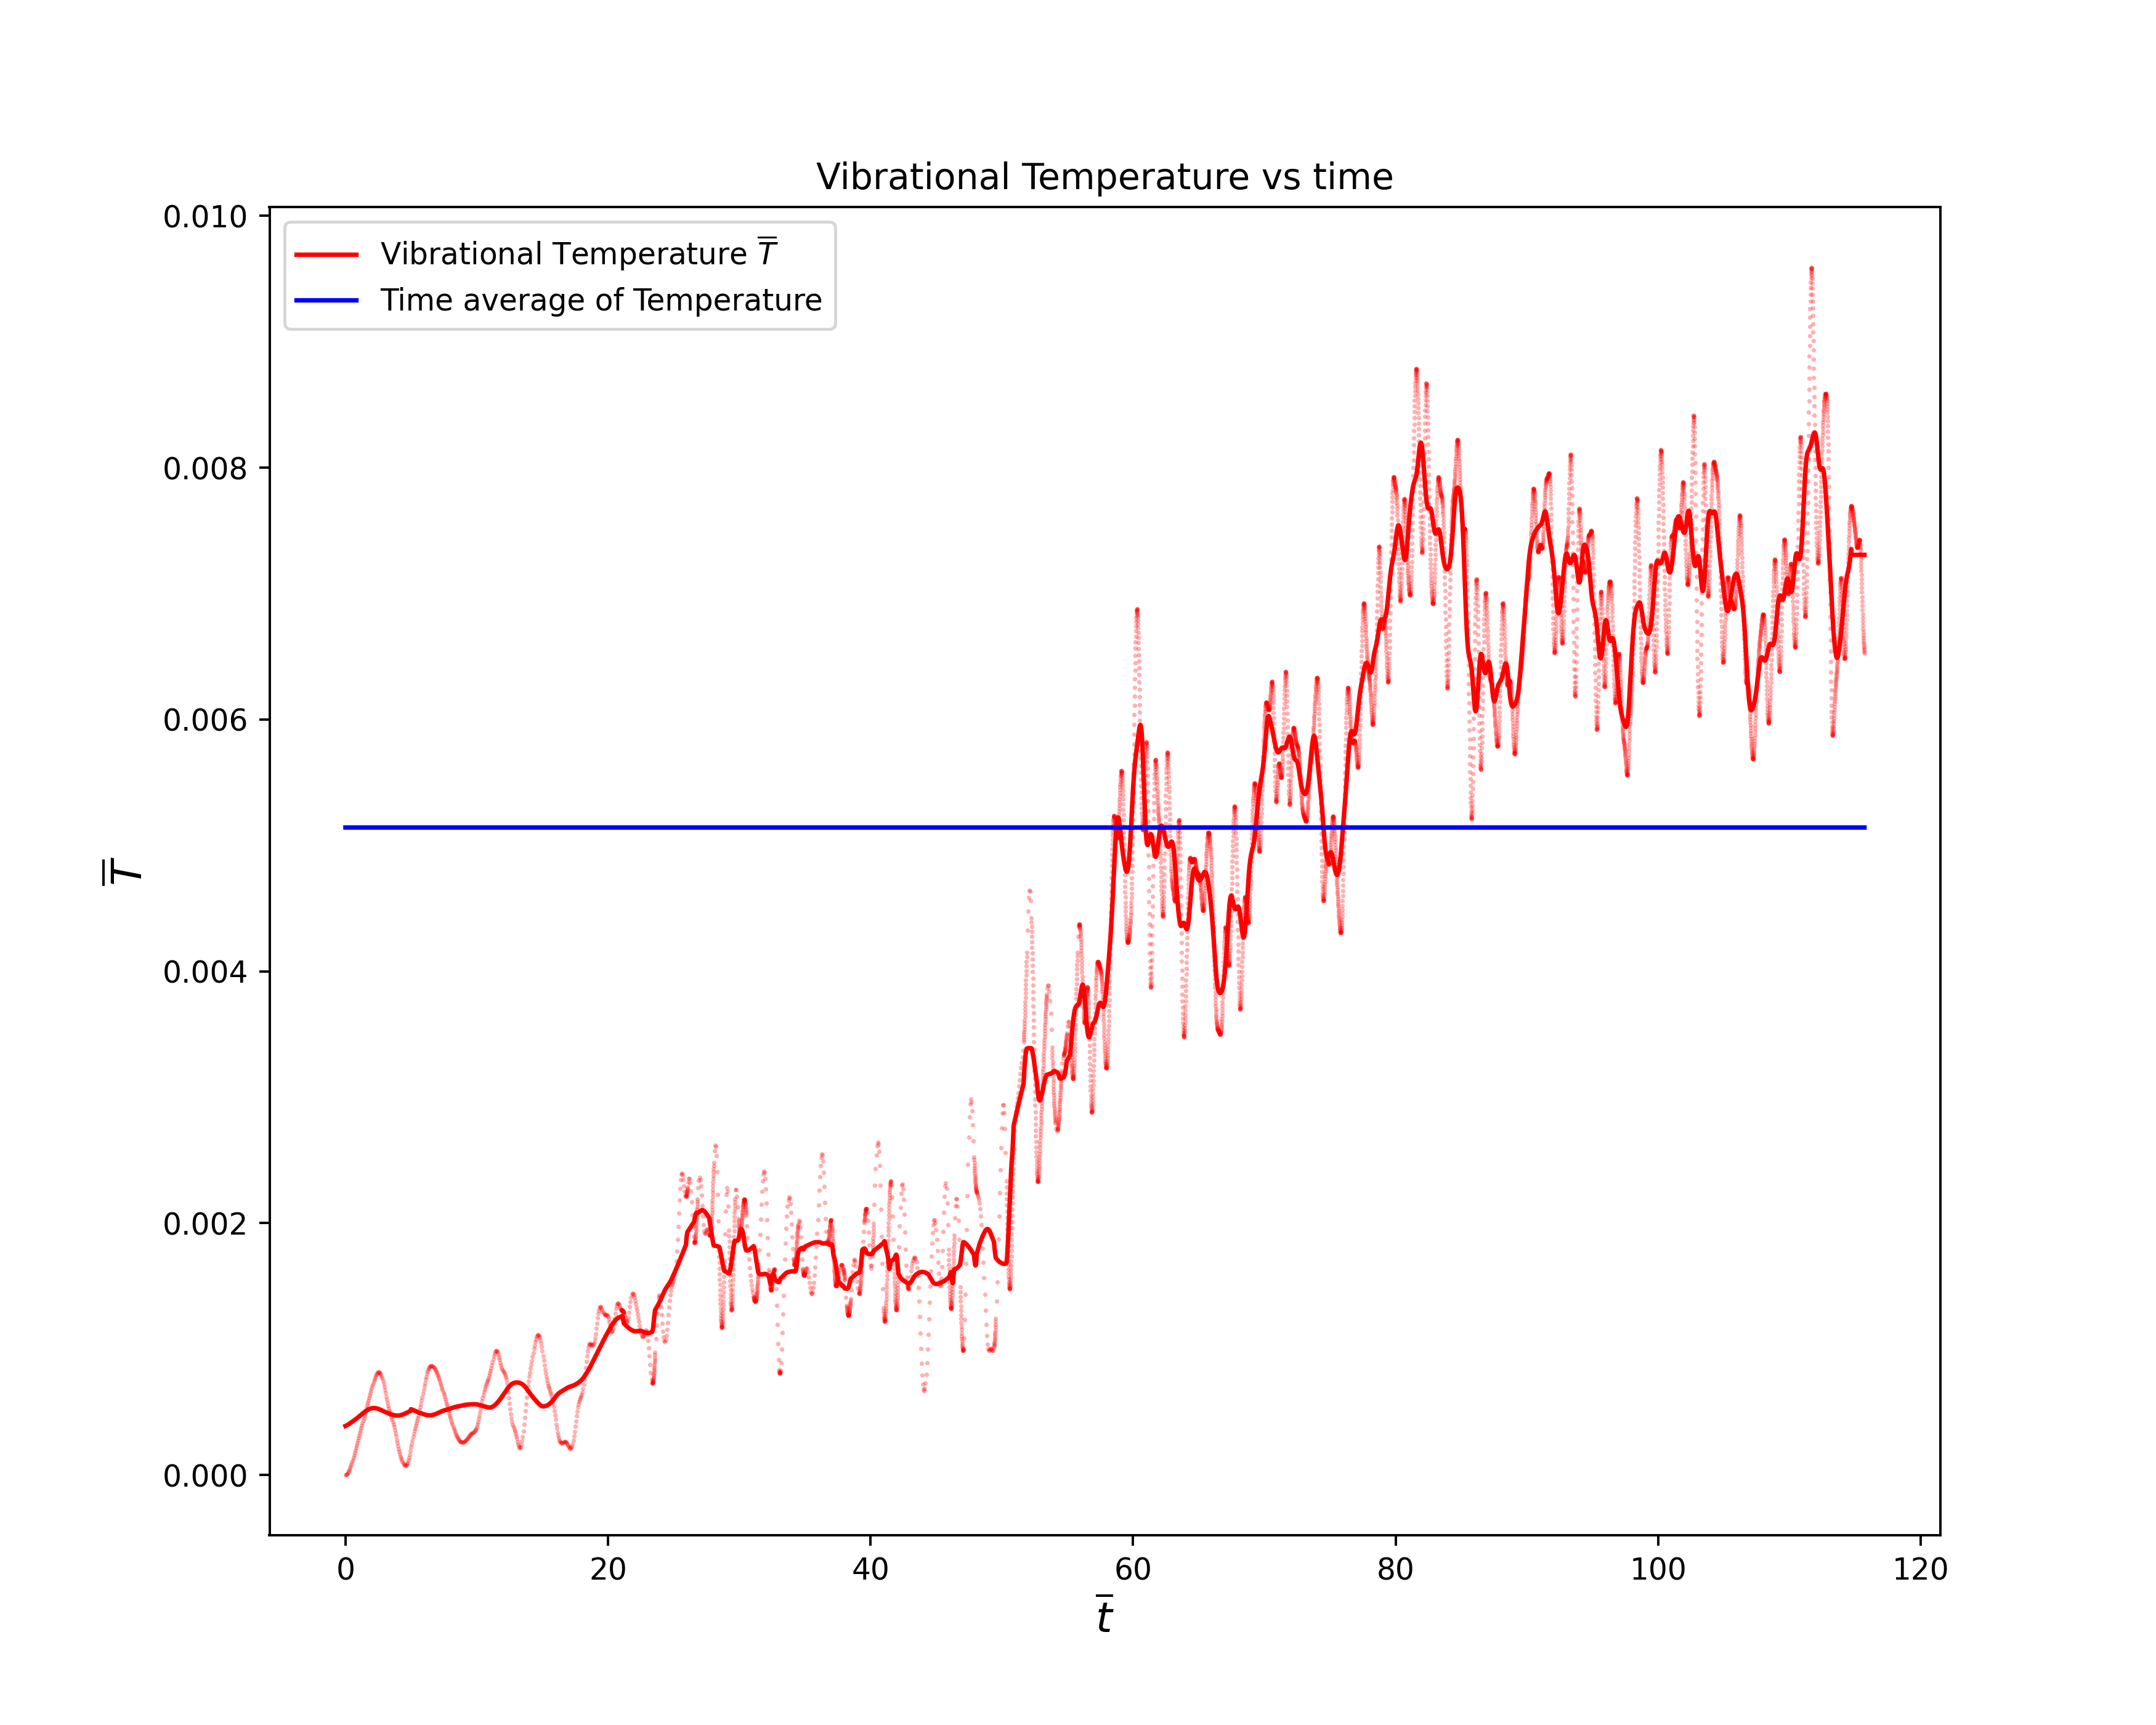 Vibrational Temperature vs time
0.010
Vibrational Temperature T̿
Time average of Temperature
0.008
0.006
0.004
0.002
0.000
T̿
0 20 40 60 80 100 120
t̅